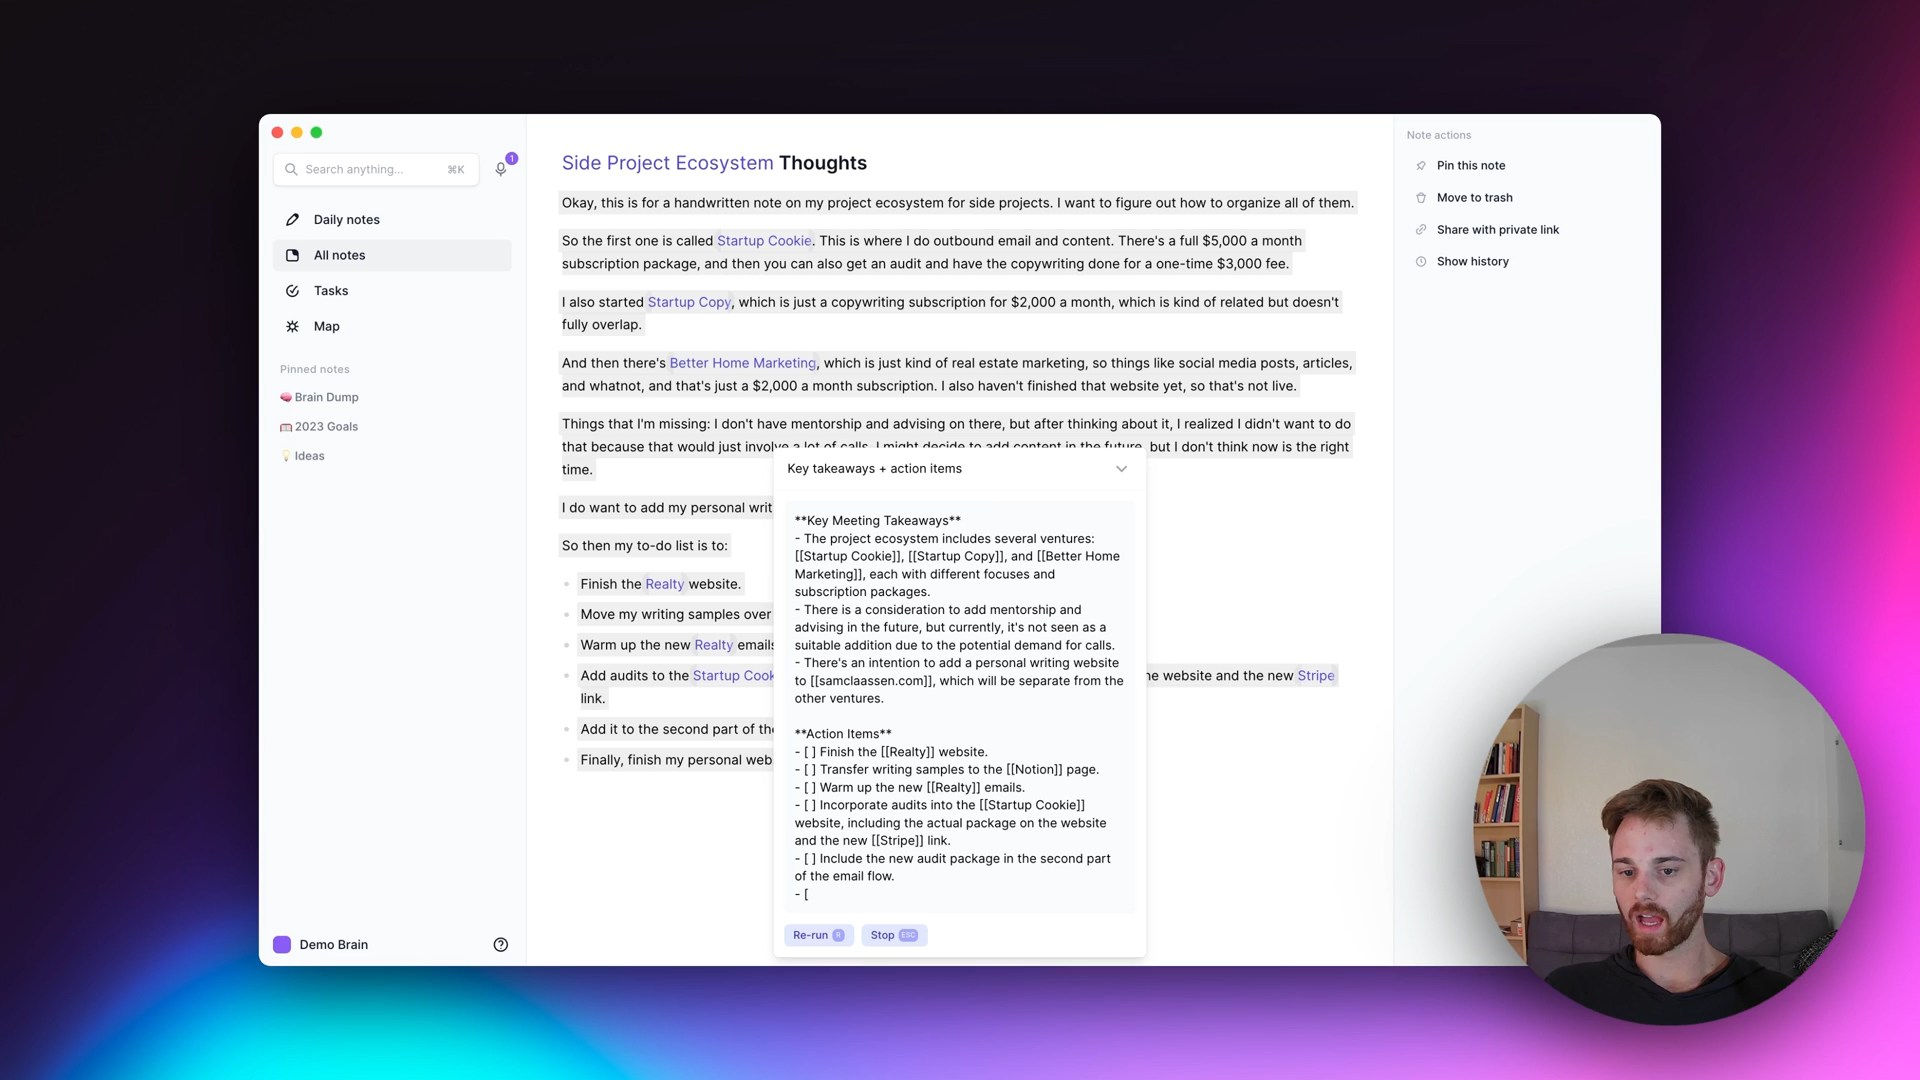 Search anything...
⌘K
1
Daily notes
All notes
Tasks
Map
Pinned notes
Brain Dump
2023 Goals
Ideas
Demo Brain
Side Project Ecosystem Thoughts
Okay, this is for a handwritten note on my project ecosystem for side projects. I want to figure out how to organize all of them.
So the first one is called Startup Cookie. This is where I do outbound email and content. There's a full $5,000 a month
subscription package, and then you can also get an audit and have the copywriting done for a one-time $3,000 fee.
I also started Startup Copy, which is just a copywriting subscription for $2,000 a month, which is kind of related but doesn't
fully overlap.
And then there's Better Home Marketing, which is just kind of real estate marketing, so things like social media posts, articles,
and whatnot, and that's just a $2,000 a month subscription. I also haven't finished that website yet, so that's not live.
Things that I'm missing: I don't have mentorship and advising on there, but after thinking about it, I realized I didn't want to do
that because that would just involve a lot of calls. I might decide to add content in the future, but I don't think now is the right
time.
I do want to add my personal writ
So then my to-do list is to:
Finish the Realty website.
Move my writing samples over
Warm up the new Realty emails
Add audits to the Startup Cook
he website and the new Stripe
link.
Add it to the second part of the
Finally, finish my personal web
Key takeaways + action items
**Key Meeting Takeaways**
- The project ecosystem includes several ventures:
[[Startup Cookie]], [[Startup Copy]], and [[Better Home
Marketing]], each with different focuses and
subscription packages.
- There is a consideration to add mentorship and
advising in the future, but currently, it's not seen as a
suitable addition due to the potential demand for calls.
- There's an intention to add a personal writing website
to [[samclaassen.com]], which will be separate from the
other ventures.
**Action Items**
- [ ] Finish the [[Realty]] website.
- [ ] Transfer writing samples to the [[Notion]] page.
- [ ] Warm up the new [[Realty]] emails.
- [ ] Incorporate audits into the [[Startup Cookie]]
website, including the actual package on the website
and the new [[Stripe]] link.
- [ ] Include the new audit package in the second part
of the email flow.
- [
Re-run R
Stop ESC
Note actions
Pin this note
Move to trash
Share with private link
Show history